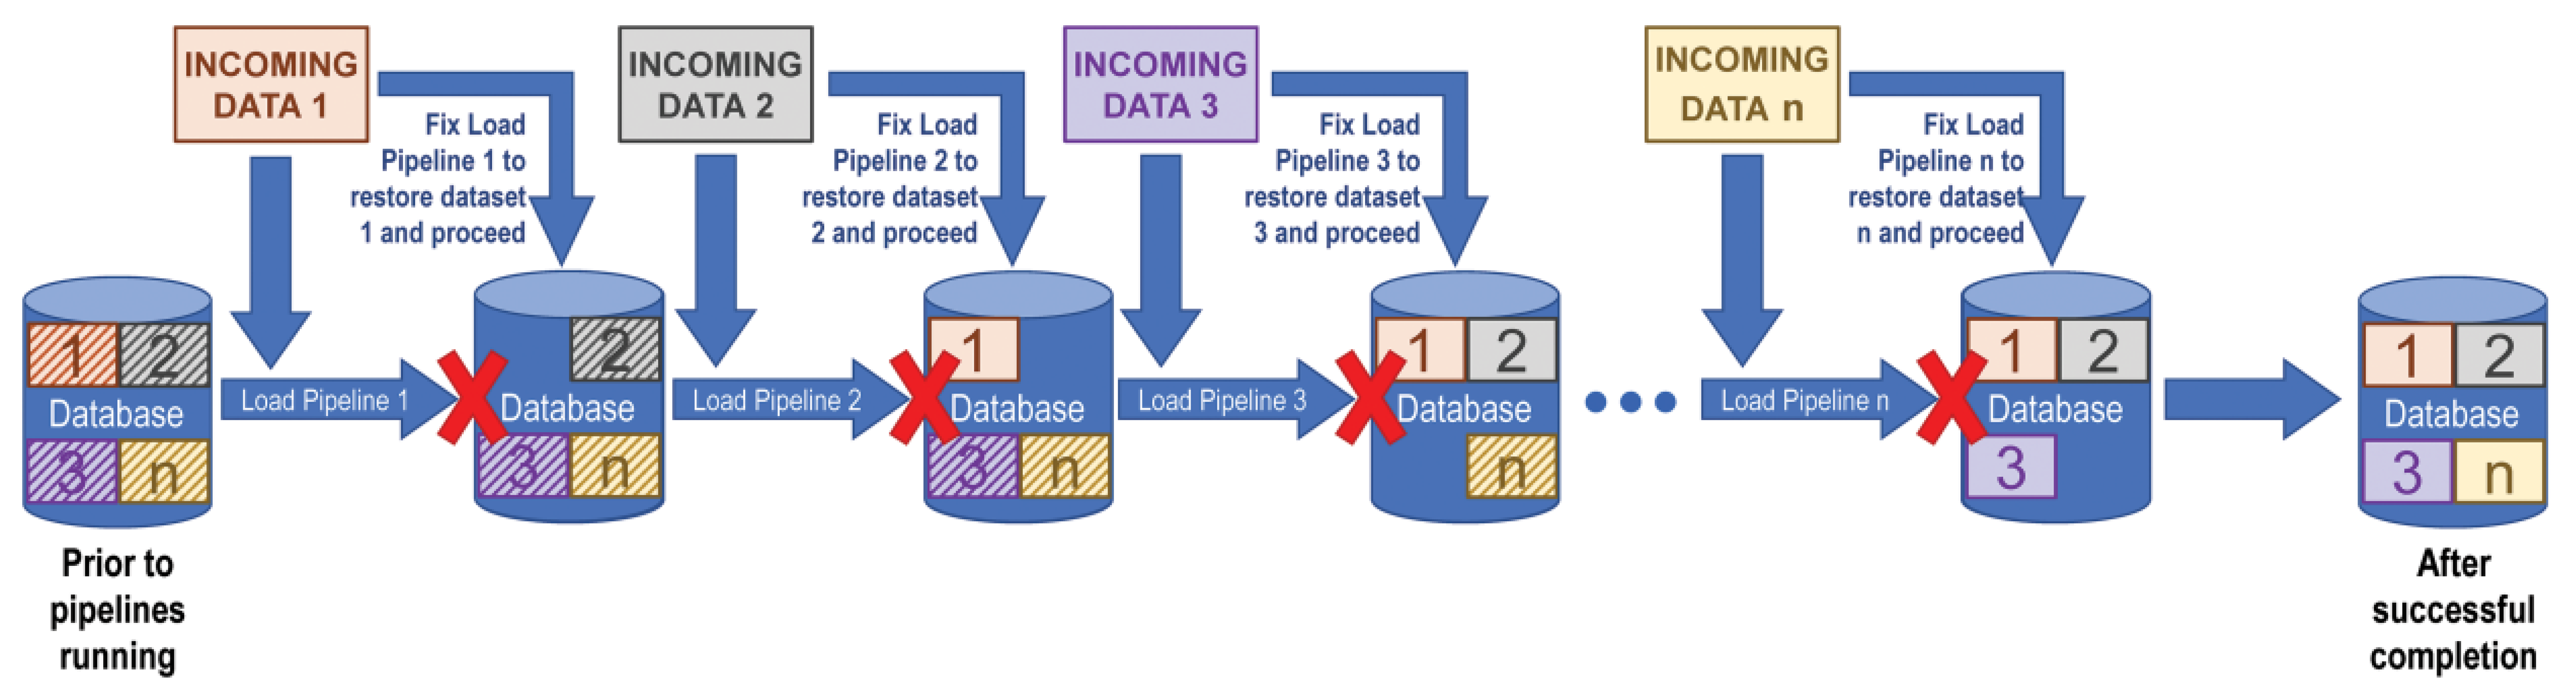 INCOMING
DATA 1
Fix Load
Pipeline 1 to
restore dataset
1 and proceed
INCOMING
DATA 2
Fix Load
Pipeline 2 to
restore dataset
2 and proceed
INCOMING
DATA 3
Fix Load
Pipeline 3 to
restore dataset
3 and proceed
INCOMING
DATA n
Fix Load
Pipeline n to
restore dataset
n and proceed
1 2
Database
3 n
Prior to
pipelines
running
Load Pipeline 1
2
Database
3 n
Load Pipeline 2
1
Database
3 n
Load Pipeline 3
1 2
Database
n
Load Pipeline n
1 2
Database
3
1 2
Database
3 n
After
successful
completion